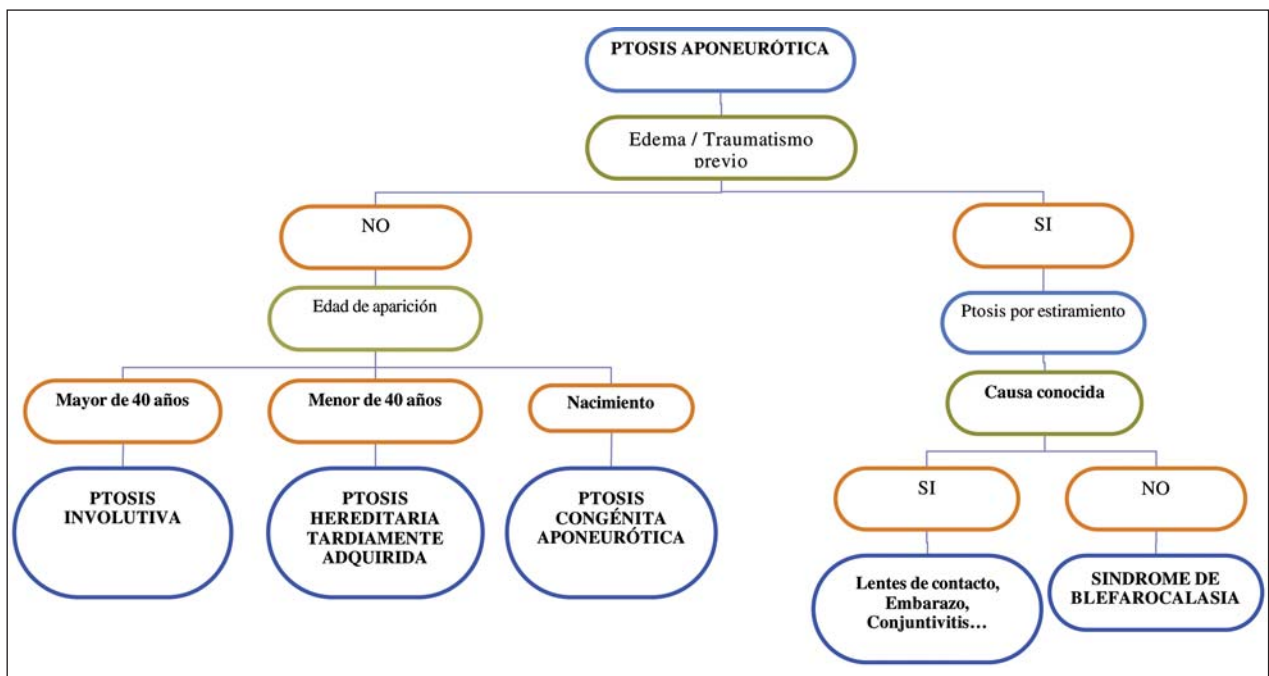 PTOSIS APONEURÓTICA
Edema / Traumatismo
previo
NO
SI
Edad de aparición
Ptosis por estiramiento
Mayor de 40 años
Menor de 40 años
Nacimiento
Causa conocida
PTOSIS
INVOLUTIVA
PTOSIS
HEREDITARIA
TARDIAMENTE
ADQUIRIDA
PTOSIS
CONGÉNITA
APONEURÓTICA
SI
NO
Lentes de contacto,
Embarazo,
Conjuntivitis…
SINDROME DE
BLEFAROCALASIA